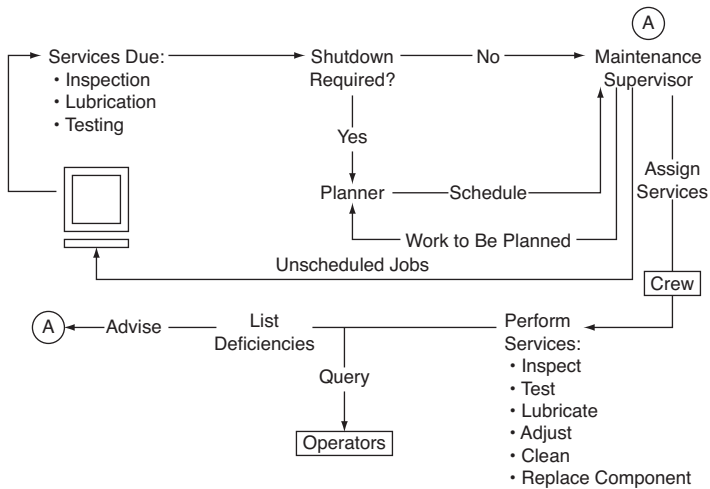 A
Services Due:
• Inspection
• Lubrication
• Testing
Shutdown
Required?
No
Maintenance
Supervisor
Yes
Planner
Schedule
Assign
Services
Work to Be Planned
Unscheduled Jobs
Crew
A
Advise
List
Deficiencies
Query
Operators
Perform
Services:
• Inspect
• Test
• Lubricate
• Adjust
• Clean
• Replace Component